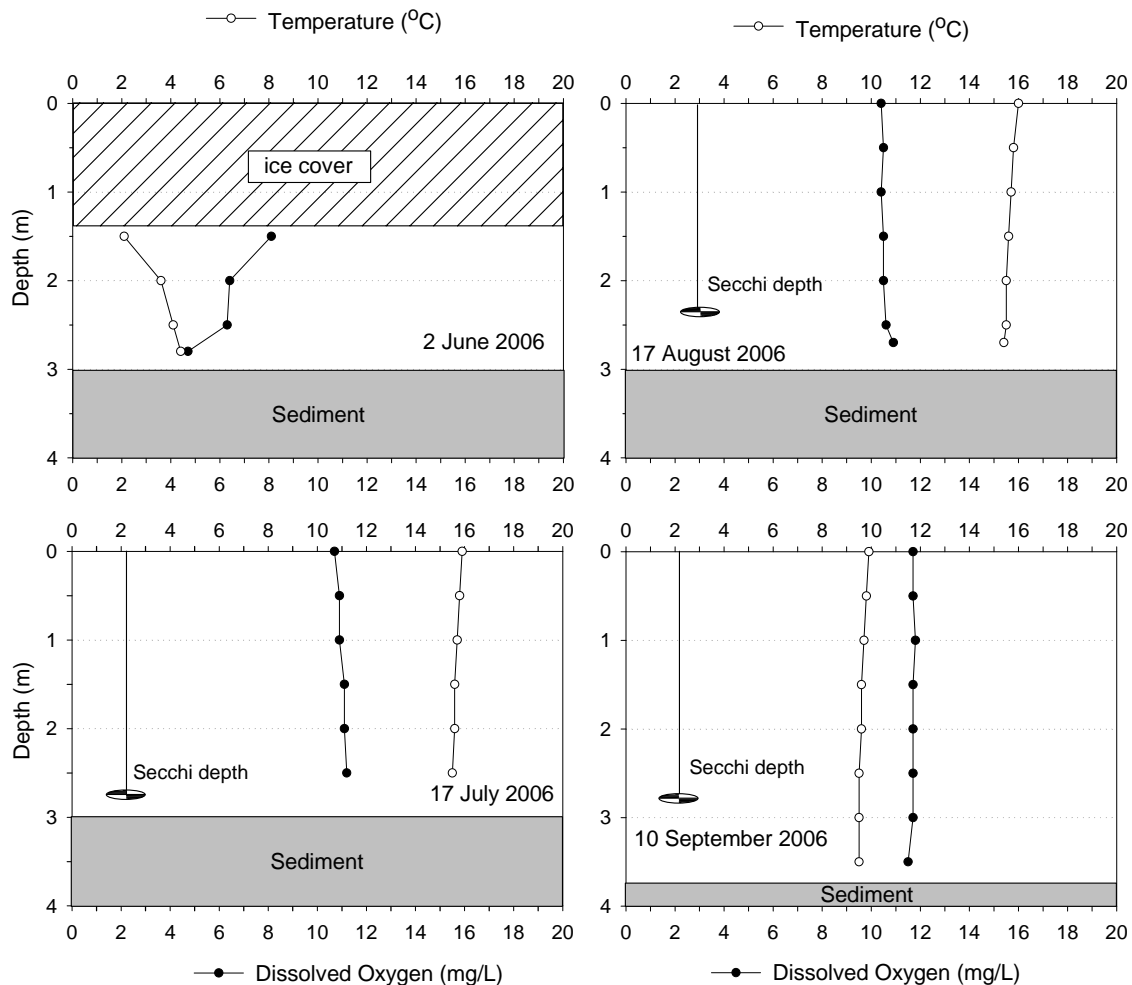 Temperature (°C)
Temperature (°C)
0 2 4 6 8 10 12 14 16 18 20
0
1
2
3
4
Depth (m)
ice cover
2 June 2006
Sediment
0 2 4 6 8 10 12 14 16 18 20
0 2 4 6 8 10 12 14 16 18 20
0
1
2
3
4
Secchi depth
17 August 2006
Sediment
0 2 4 6 8 10 12 14 16 18 20
0 2 4 6 8 10 12 14 16 18 20
0
1
2
3
4
Depth (m)
Secchi depth
17 July 2006
Sediment
0 2 4 6 8 10 12 14 16 18 20
0 2 4 6 8 10 12 14 16 18 20
0
1
2
3
4
Secchi depth
10 September 2006
Sediment
0 2 4 6 8 10 12 14 16 18 20
Dissolved Oxygen (mg/L)
Dissolved Oxygen (mg/L)